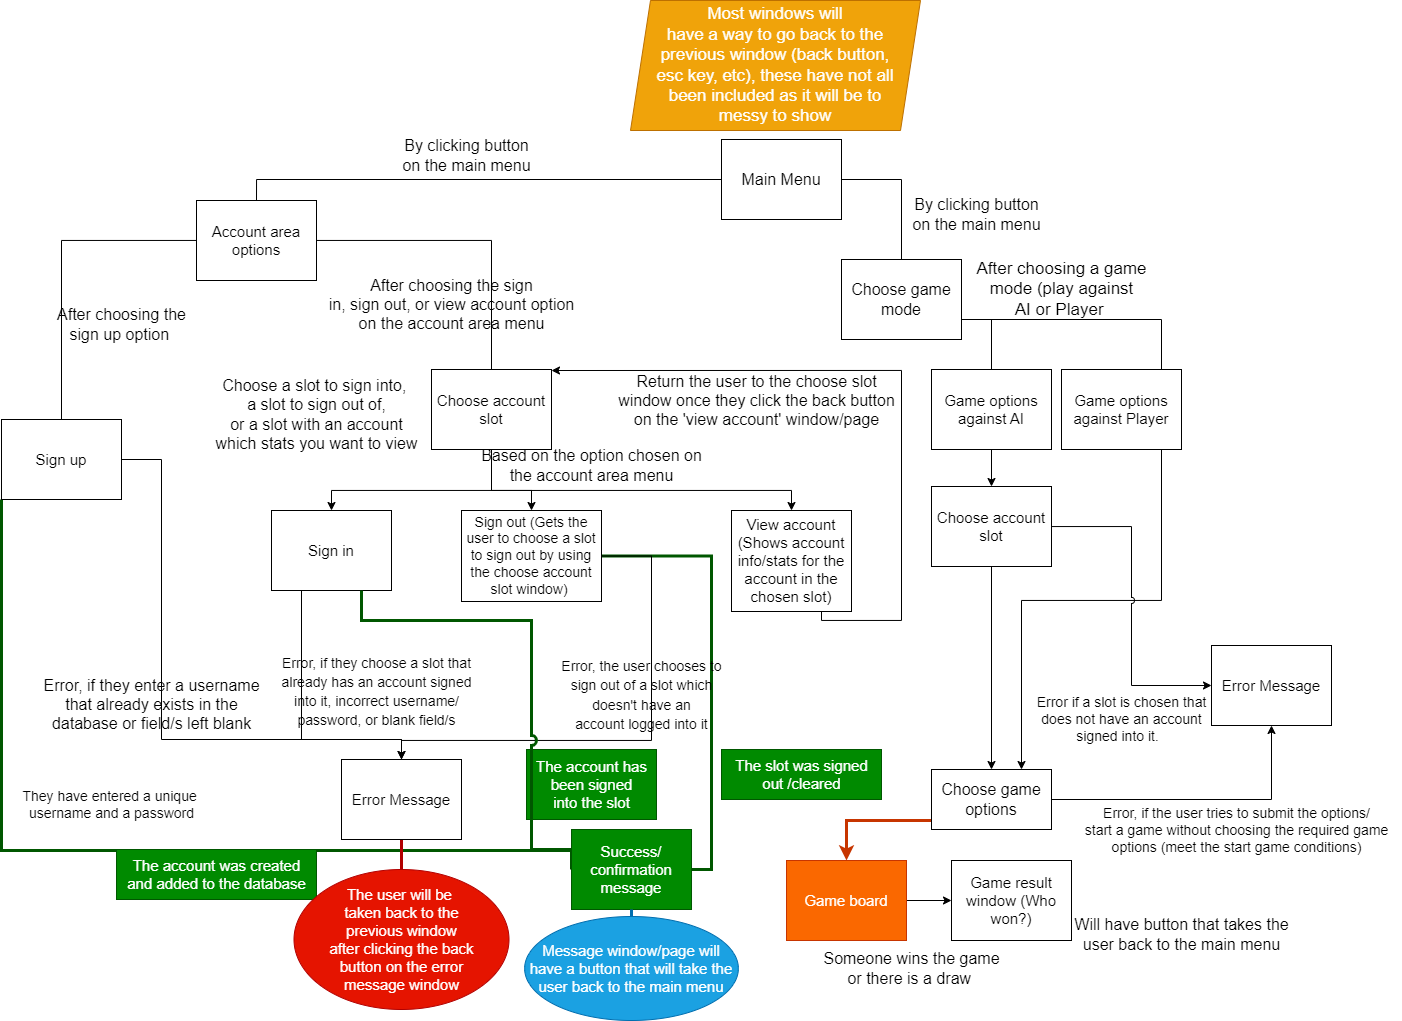 Most windows will
have a way to go back to the
previous window (back button,
esc key, etc), these have not all
been included as it will be to
messy to show
By clicking button
on the main menu
Main Menu
By clicking button
on the main menu
Account area
options
After choosing the sign
in, sign out, or view account option
on the account area menu
After choosing the
sign up option
Choose game
mode
After choosing a game
mode (play against
AI or Player
Choose a slot to sign into,
a slot to sign out of,
or a slot with an account
which stats you want to view
Choose account
slot
Return the user to the choose slot
window once they click the back button
on the 'view account' window/page
Game options
against AI
Game options
against Player
Sign up
Based on the option chosen on
the account area menu
Sign in
Sign out (Gets the
user to choose a slot
to sign out by using
the choose account
slot window)
View account
(Shows account
info/stats for the
account in the
chosen slot)
Choose account
slot
Error, if they enter a username
that already exists in the
database or field/s left blank
Error, if they choose a slot that
already has an account signed
into it, incorrect username/
password, or blank field/s
Error, the user chooses to
sign out of a slot which
doesn't have an
account logged into it
Error if a slot is chosen that
does not have an account
signed into it.
Error Message
They have entered a unique
username and a password
Error Message
The account has
been signed
into the slot
The slot was signed
out /cleared
Choose game
options
Error, if the user tries to submit the options/
start a game without choosing the required game
options (meet the start game conditions)
The account was created
and added to the database
Success/
confirmation
message
Game board
Game result
window (Who
won?)
Will have button that takes the
user back to the main menu
The user will be
taken back to the
previous window
after clicking the back
button on the error
message window
Message window/page will
have a button that will take the
user back to the main menu
Someone wins the game
or there is a draw